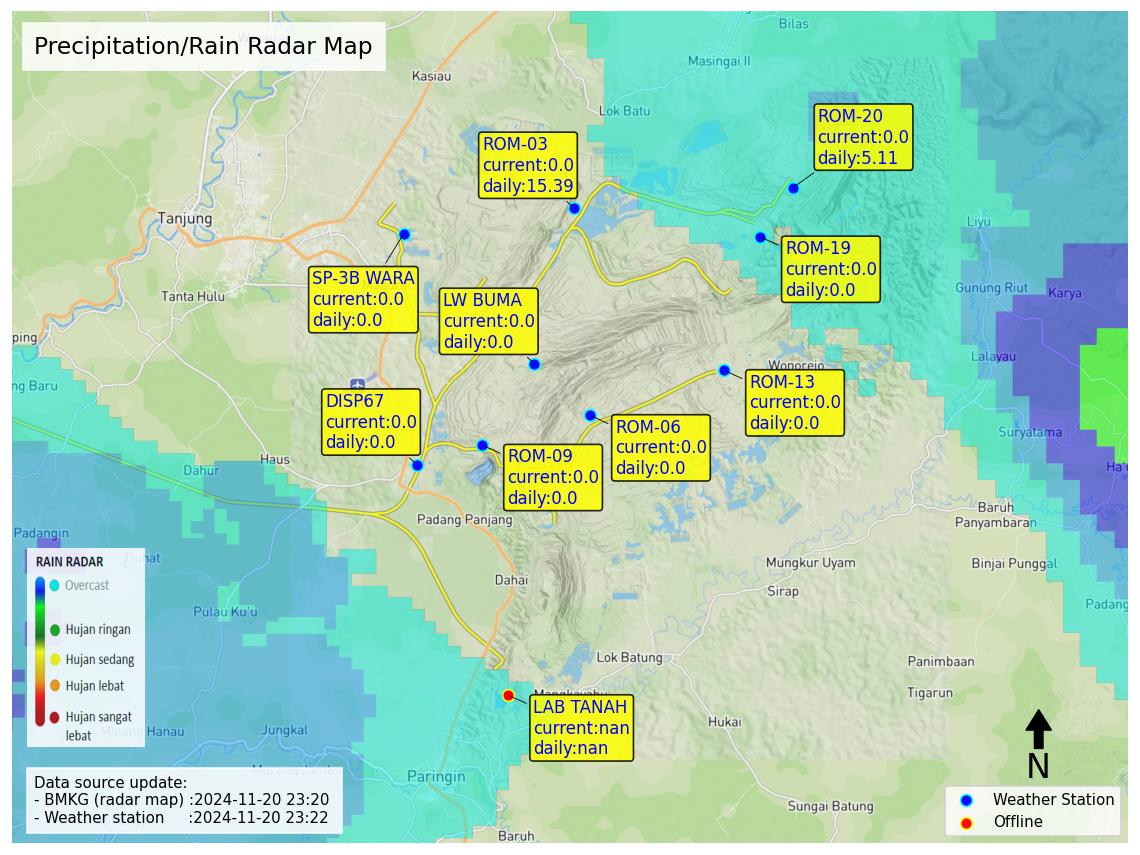 Precipitation/Rain Radar Map
Bilas
Masingai II
Kasiau
Lok Batu
ROM-20
current:0.0
daily:5.11
ROM-03
current:0.0
daily:15.39
Tanjung
Liyu
ROM-19
current:0.0
daily:0.0
SP-3B WARA
current:0.0
daily:0.0
Tanta Hulu
LW BUMA
current:0.0
daily:0.0
Gunung Riut
Karya
ping
Lalayau
Wonorejo
ROM-13
current:0.0
daily:0.0
ng Baru
DISP67
current:0.0
daily:0.0
ROM-06
current:0.0
daily:0.0
Suryatama
Haus
Dahur
ROM-09
current:0.0
daily:0.0
Ha'u
Padang Panjang
Baruh
Panyambaran
Padangin
Mungkur Uyam
Binjai Punggal
RAIN RADAR
Overcast
Hujan ringan
Hujan sedang
Hujan lebat
Hujan sangat
lebat
Dahai
Sirap
Pulau Ku'u
Padang
Lok Batung
Panimbaan
Tigarun
Mangkayahu
LAB TANAH
current:nan
daily:nan
Hukai
Jungkal
Paringin
N
Data source update:
- BMKG (radar map) :2024-11-20 23:20
- Weather station :2024-11-20 23:22
Weather Station
Offline
Sungai Batung
Baruh